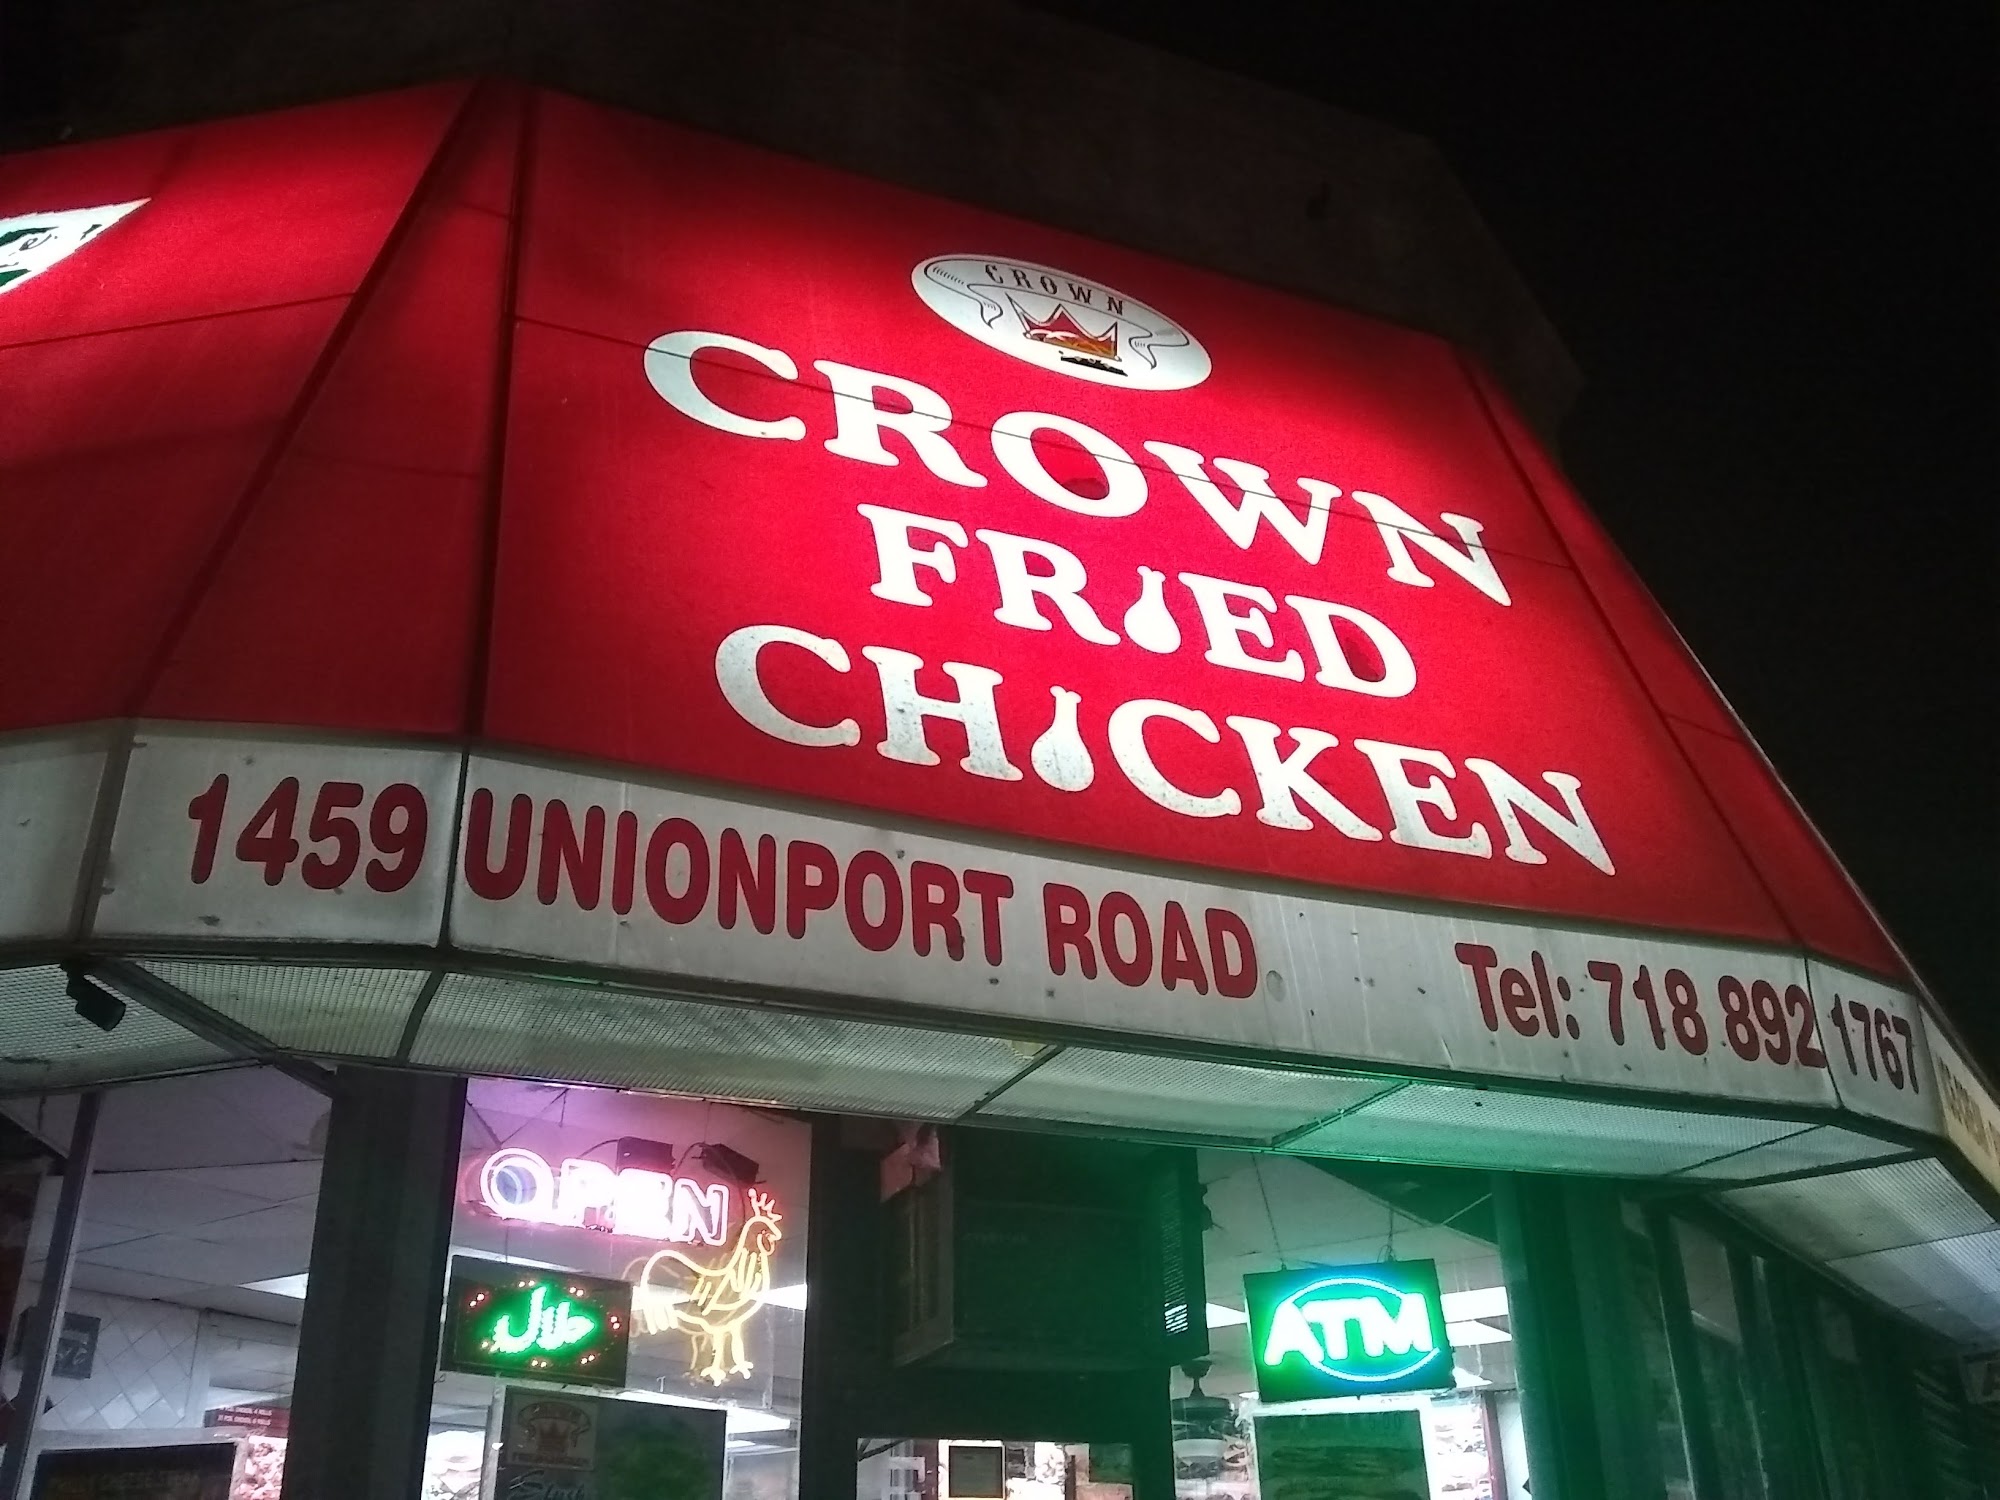 CROWN
CROWN
FRIED
CHICKEN
1459 UNIONPORT ROAD
Tel: 718 892 1767
OPEN
حلال
ATM